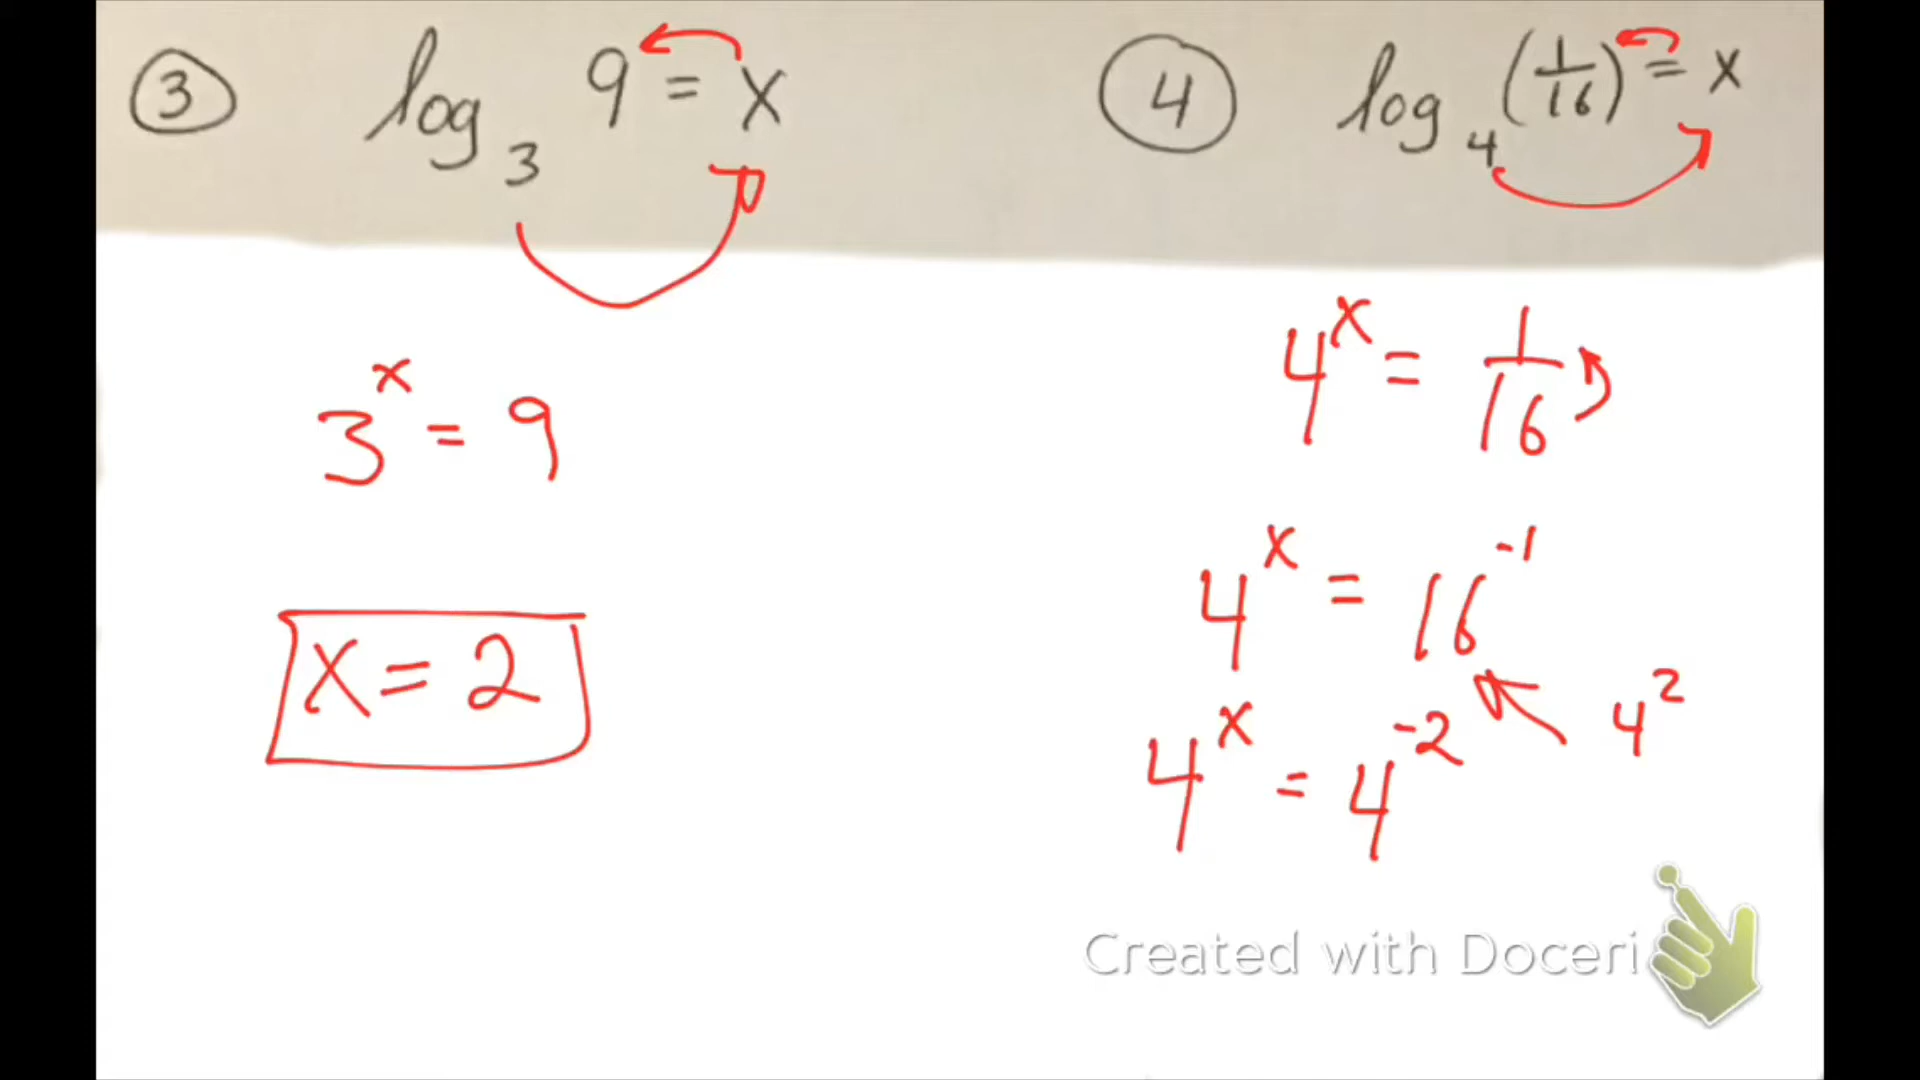 ③ log₃ 9 = x
3ˣ = 9
x = 2
④ log₄ (1/16) = x
4ˣ = 1/16
4ˣ = 16⁻¹
4²
4ˣ = 4⁻²
Created with Doceri